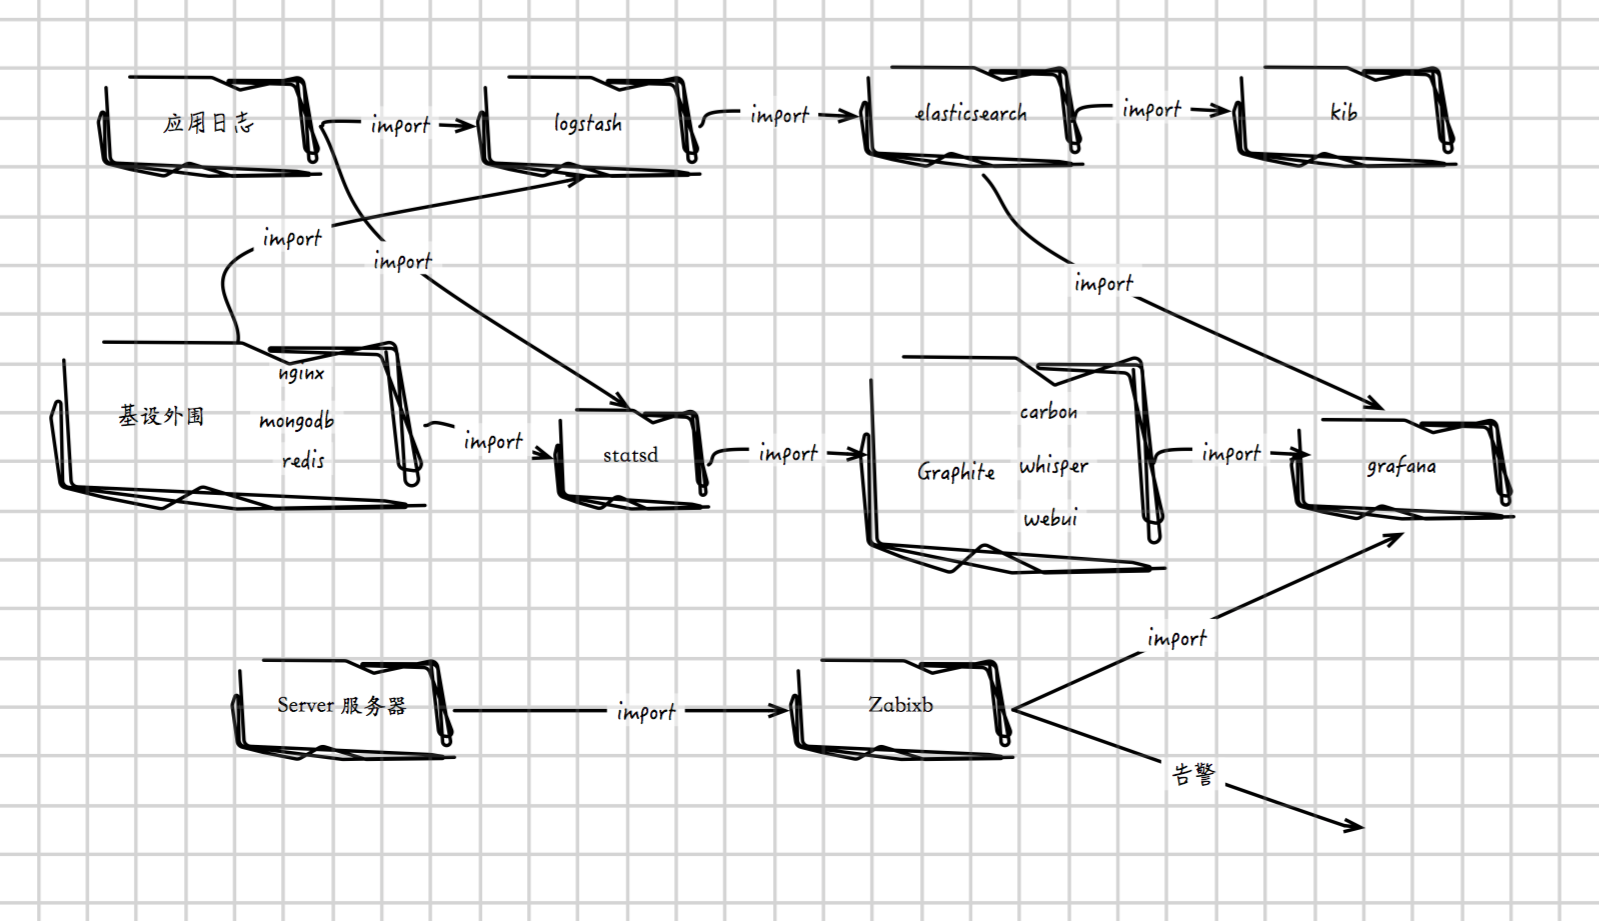 应用日志
import
logstash
import
elasticsearch
import
kib
import
import
import
基设外围
nginx
mongodb
redis
import
statsd
import
Graphite
carbon
whisper
webui
import
grafana
import
Server 服务器
import
Zabixb
告警